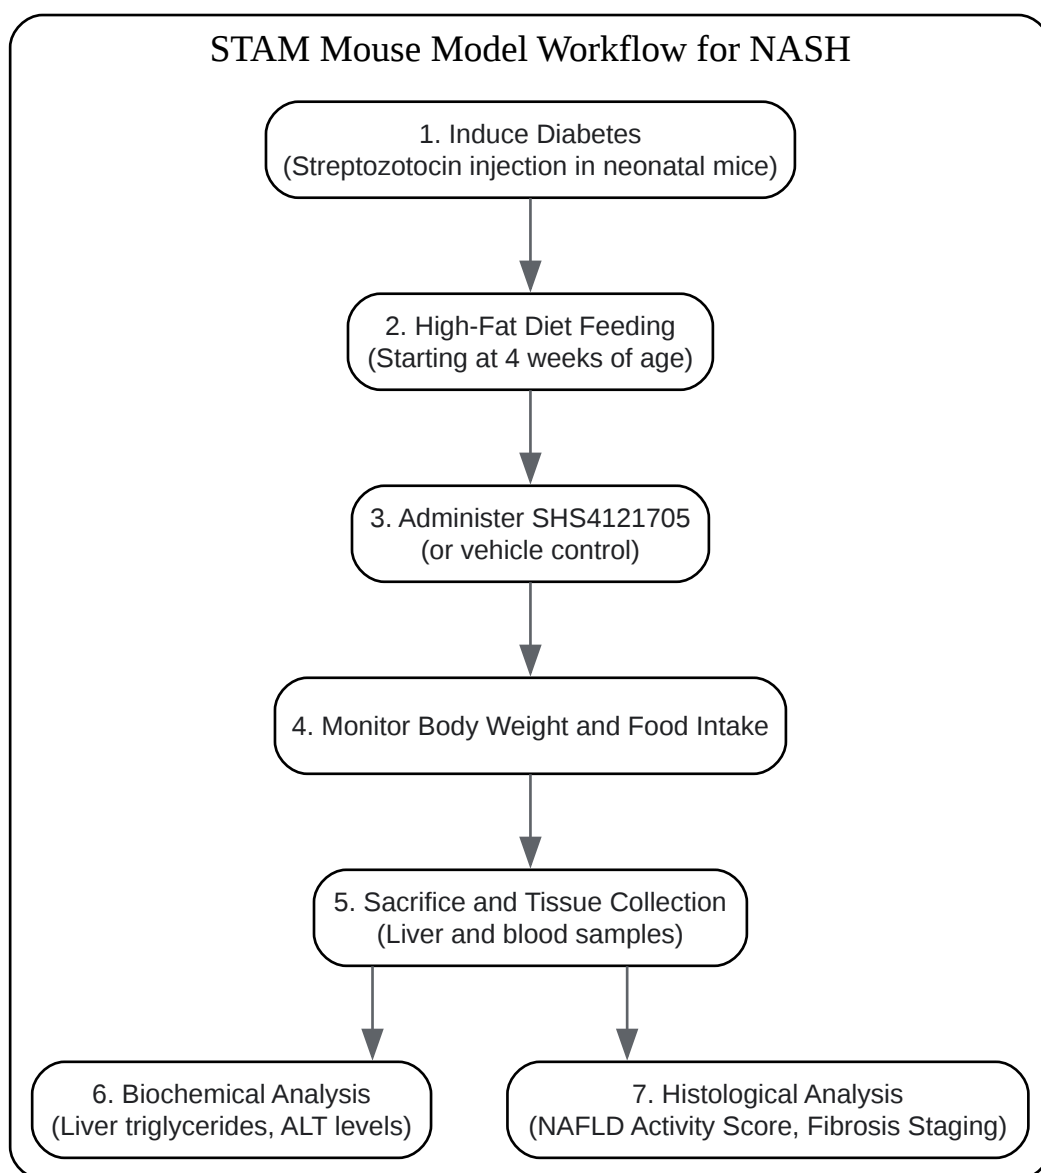 STAM Mouse Model Workflow for NASH
1. Induce Diabetes
(Streptozotocin injection in neonatal mice)
2. High-Fat Diet Feeding
(Starting at 4 weeks of age)
3. Administer SHS4121705
(or vehicle control)
4. Monitor Body Weight and Food Intake
5. Sacrifice and Tissue Collection
(Liver and blood samples)
6. Biochemical Analysis
(Liver triglycerides, ALT levels)
7. Histological Analysis
(NAFLD Activity Score, Fibrosis Staging)